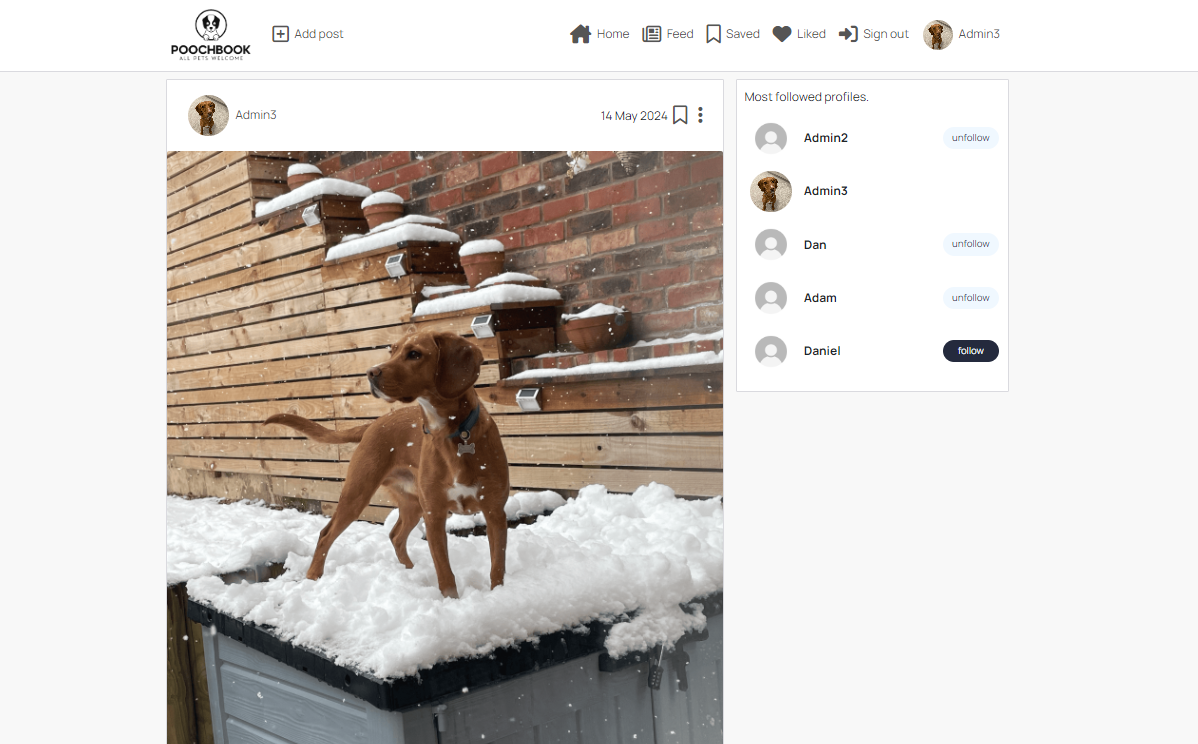 POOCHBOOK
ALL PETS WELCOME
Add post
Home
Feed
Saved
Liked
Sign out
Admin3
Admin3
14 May 2024
Most followed profiles.
Admin2
unfollow
Admin3
Dan
unfollow
Adam
unfollow
Daniel
follow